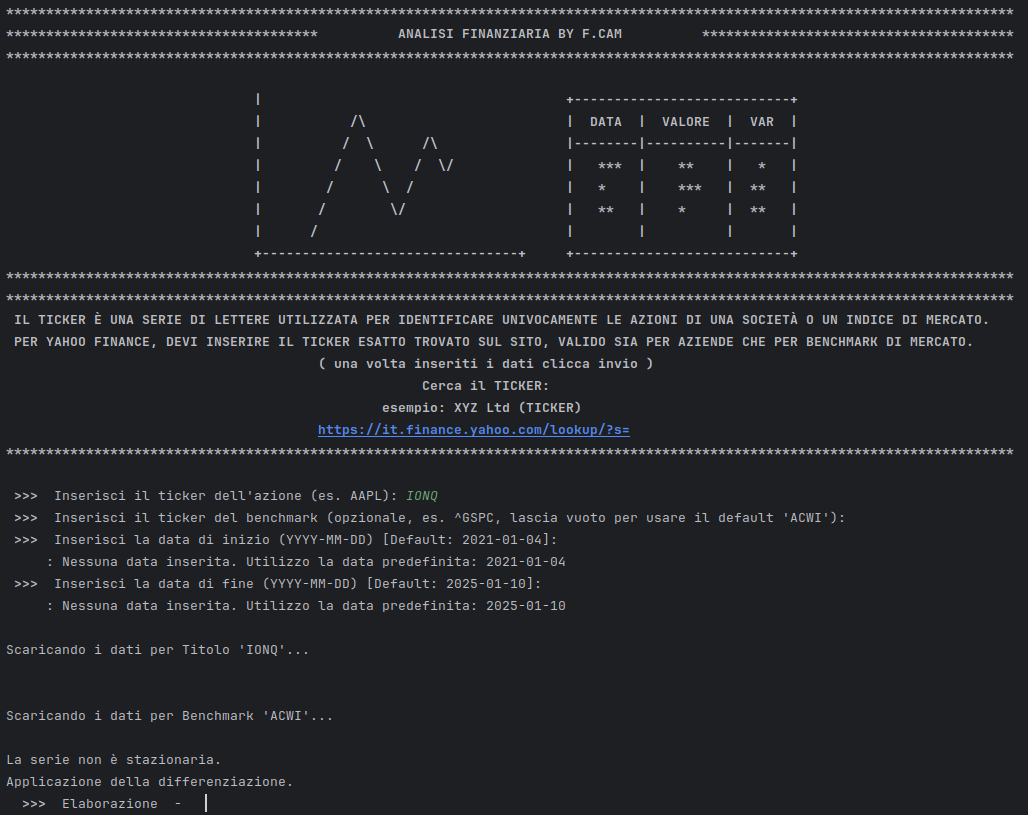 ******************************************************************************************************************************
***************************************          ANALISI FINANZIARIA BY F.CAM          ***************************************
******************************************************************************************************************************
|                                      +---------------------------+
|           /\                         |  DATA  |  VALORE  |  VAR  |
|          /  \      /\                |--------|----------|-------|
|         /    \    /  \/              |   ***  |    **    |   *   |
|        /      \  /                   |   *    |    ***   |  **   |
|       /        \/                    |   **   |    *     |  **   |
|      /                               |        |          |       |
+--------------------------------+     +---------------------------+
******************************************************************************************************************************
******************************************************************************************************************************
IL TICKER È UNA SERIE DI LETTERE UTILIZZATA PER IDENTIFICARE UNIVOCAMENTE LE AZIONI DI UNA SOCIETÀ O UN INDICE DI MERCATO.
PER YAHOO FINANCE, DEVI INSERIRE IL TICKER ESATTO TROVATO SUL SITO, VALIDO SIA PER AZIENDE CHE PER BENCHMARK DI MERCATO.
( una volta inseriti i dati clicca invio )
Cerca il TICKER:
esempio: XYZ Ltd (TICKER)
https://it.finance.yahoo.com/lookup/?s=
******************************************************************************************************************************
>>>  Inserisci il ticker dell'azione (es. AAPL): IONQ
>>>  Inserisci il ticker del benchmark (opzionale, es. ^GSPC, lascia vuoto per usare il default 'ACWI'):
>>>  Inserisci la data di inizio (YYYY-MM-DD) [Default: 2021-01-04]:
: Nessuna data inserita. Utilizzo la data predefinita: 2021-01-04
>>>  Inserisci la data di fine (YYYY-MM-DD) [Default: 2025-01-10]:
: Nessuna data inserita. Utilizzo la data predefinita: 2025-01-10
Scaricando i dati per Titolo 'IONQ'...
Scaricando i dati per Benchmark 'ACWI'...
La serie non è stazionaria.
Applicazione della differenziazione.
>>>  Elaborazione  -